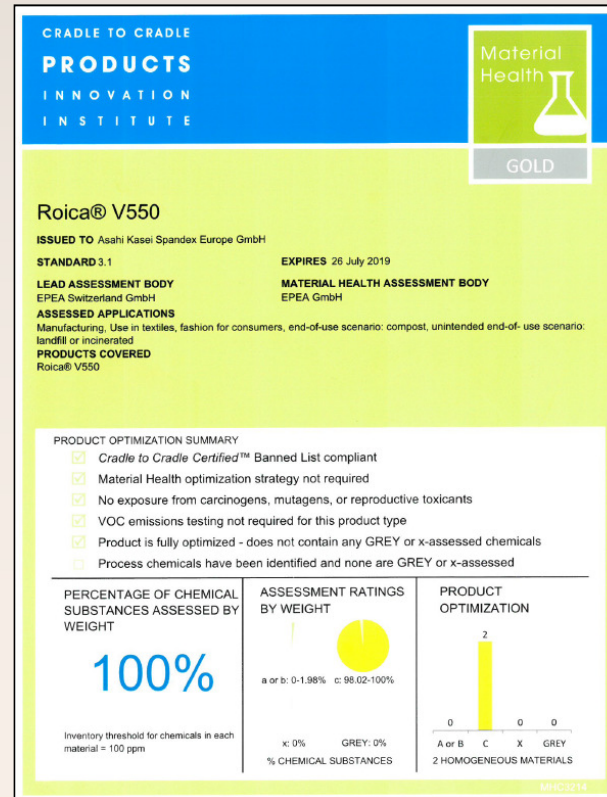 CRADLE TO CRADLE
PRODUCTS
INNOVATION
INSTITUTE
Material
Health
GOLD
Roica® V550
ISSUED TO Asahi Kasei Spandex Europe GmbH
STANDARD 3.1
EXPIRES 26 July 2019
LEAD ASSESSMENT BODY
EPEA Switzerland GmbH
MATERIAL HEALTH ASSESSMENT BODY
EPEA GmbH
ASSESSED APPLICATIONS
Manufacturing, Use in textiles, fashion for consumers, end-of-use scenario: compost, unintended end-of- use scenario:
landfill or incinerated
PRODUCTS COVERED
Roica® V550
PRODUCT OPTIMIZATION SUMMARY
Cradle to Cradle Certified™ Banned List compliant
Material Health optimization strategy not required
No exposure from carcinogens, mutagens, or reproductive toxicants
VOC emissions testing not required for this product type
Product is fully optimized - does not contain any GREY or x-assessed chemicals
Process chemicals have been identified and none are GREY or x-assessed
PERCENTAGE OF CHEMICAL
SUBSTANCES ASSESSED BY
WEIGHT
100%
Inventory threshold for chemicals in each
material = 100 ppm
ASSESSMENT RATINGS
BY WEIGHT
a or b: 0-1.98% c: 98.02-100%
x: 0% GREY: 0%
% CHEMICAL SUBSTANCES
PRODUCT
OPTIMIZATION
2
0 0 0
A or B C X GREY
2 HOMOGENEOUS MATERIALS
MHC3214